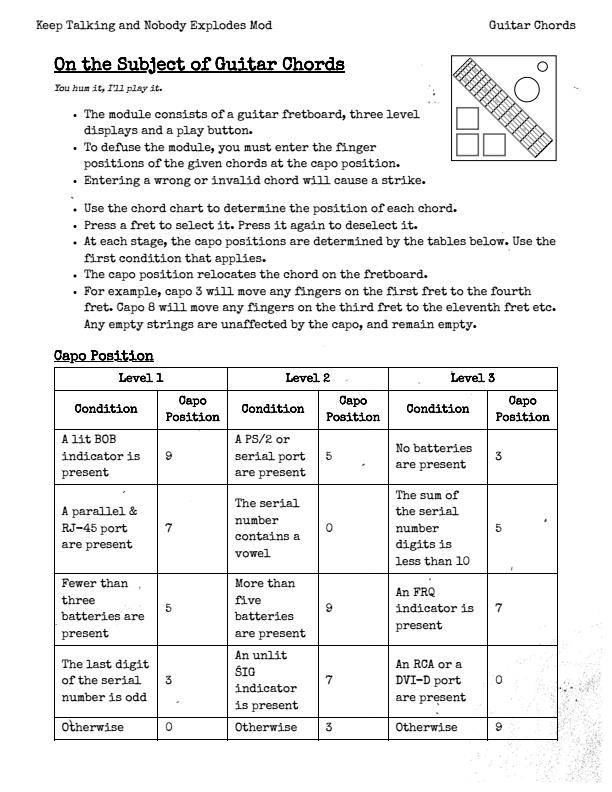 Keep Talking and Nobody Explodes Mod
Guitar Chords
On the Subject of Guitar Chords
You hum it, I'll play it.
• The module consists of a guitar fretboard, three level
displays and a play button.
• To defuse the module, you must enter the finger
positions of the given chords at the capo position.
• Entering a wrong or invalid chord will cause a strike.
• Use the chord chart to determine the position of each chord.
• Press a fret to select it. Press it again to deselect it.
• At each stage, the capo positions are determined by the tables below. Use the
first condition that applies.
• The capo position relocates the chord on the fretboard.
• For example, capo 3 will move any fingers on the first fret to the fourth
fret. Capo 8 will move any fingers on the third fret to the eleventh fret etc.
Any empty strings are unaffected by the capo, and remain empty.
Capo Position
Level 1
Level 2
Level 3
Condition
Capo
Position
Condition
Capo
Position
Condition
Capo
Position
A lit BOB
indicator is
present
9
A PS/2 or
serial port
are present
5
No batteries
are present
3
A parallel &
RJ-45 port
are present
7
The serial
number
contains a
vowel
0
The sum of
the serial
number
digits is
less than 10
5
Fewer than
three
batteries are
present
5
More than
five
batteries
are present
9
An FRQ
indicator is
present
7
The last digit
of the serial
number is odd
3
An unlit
SIG
indicator
is present
7
An RCA or a
DVI-D port
are present
0
Otherwise
0
Otherwise
3
Otherwise
9